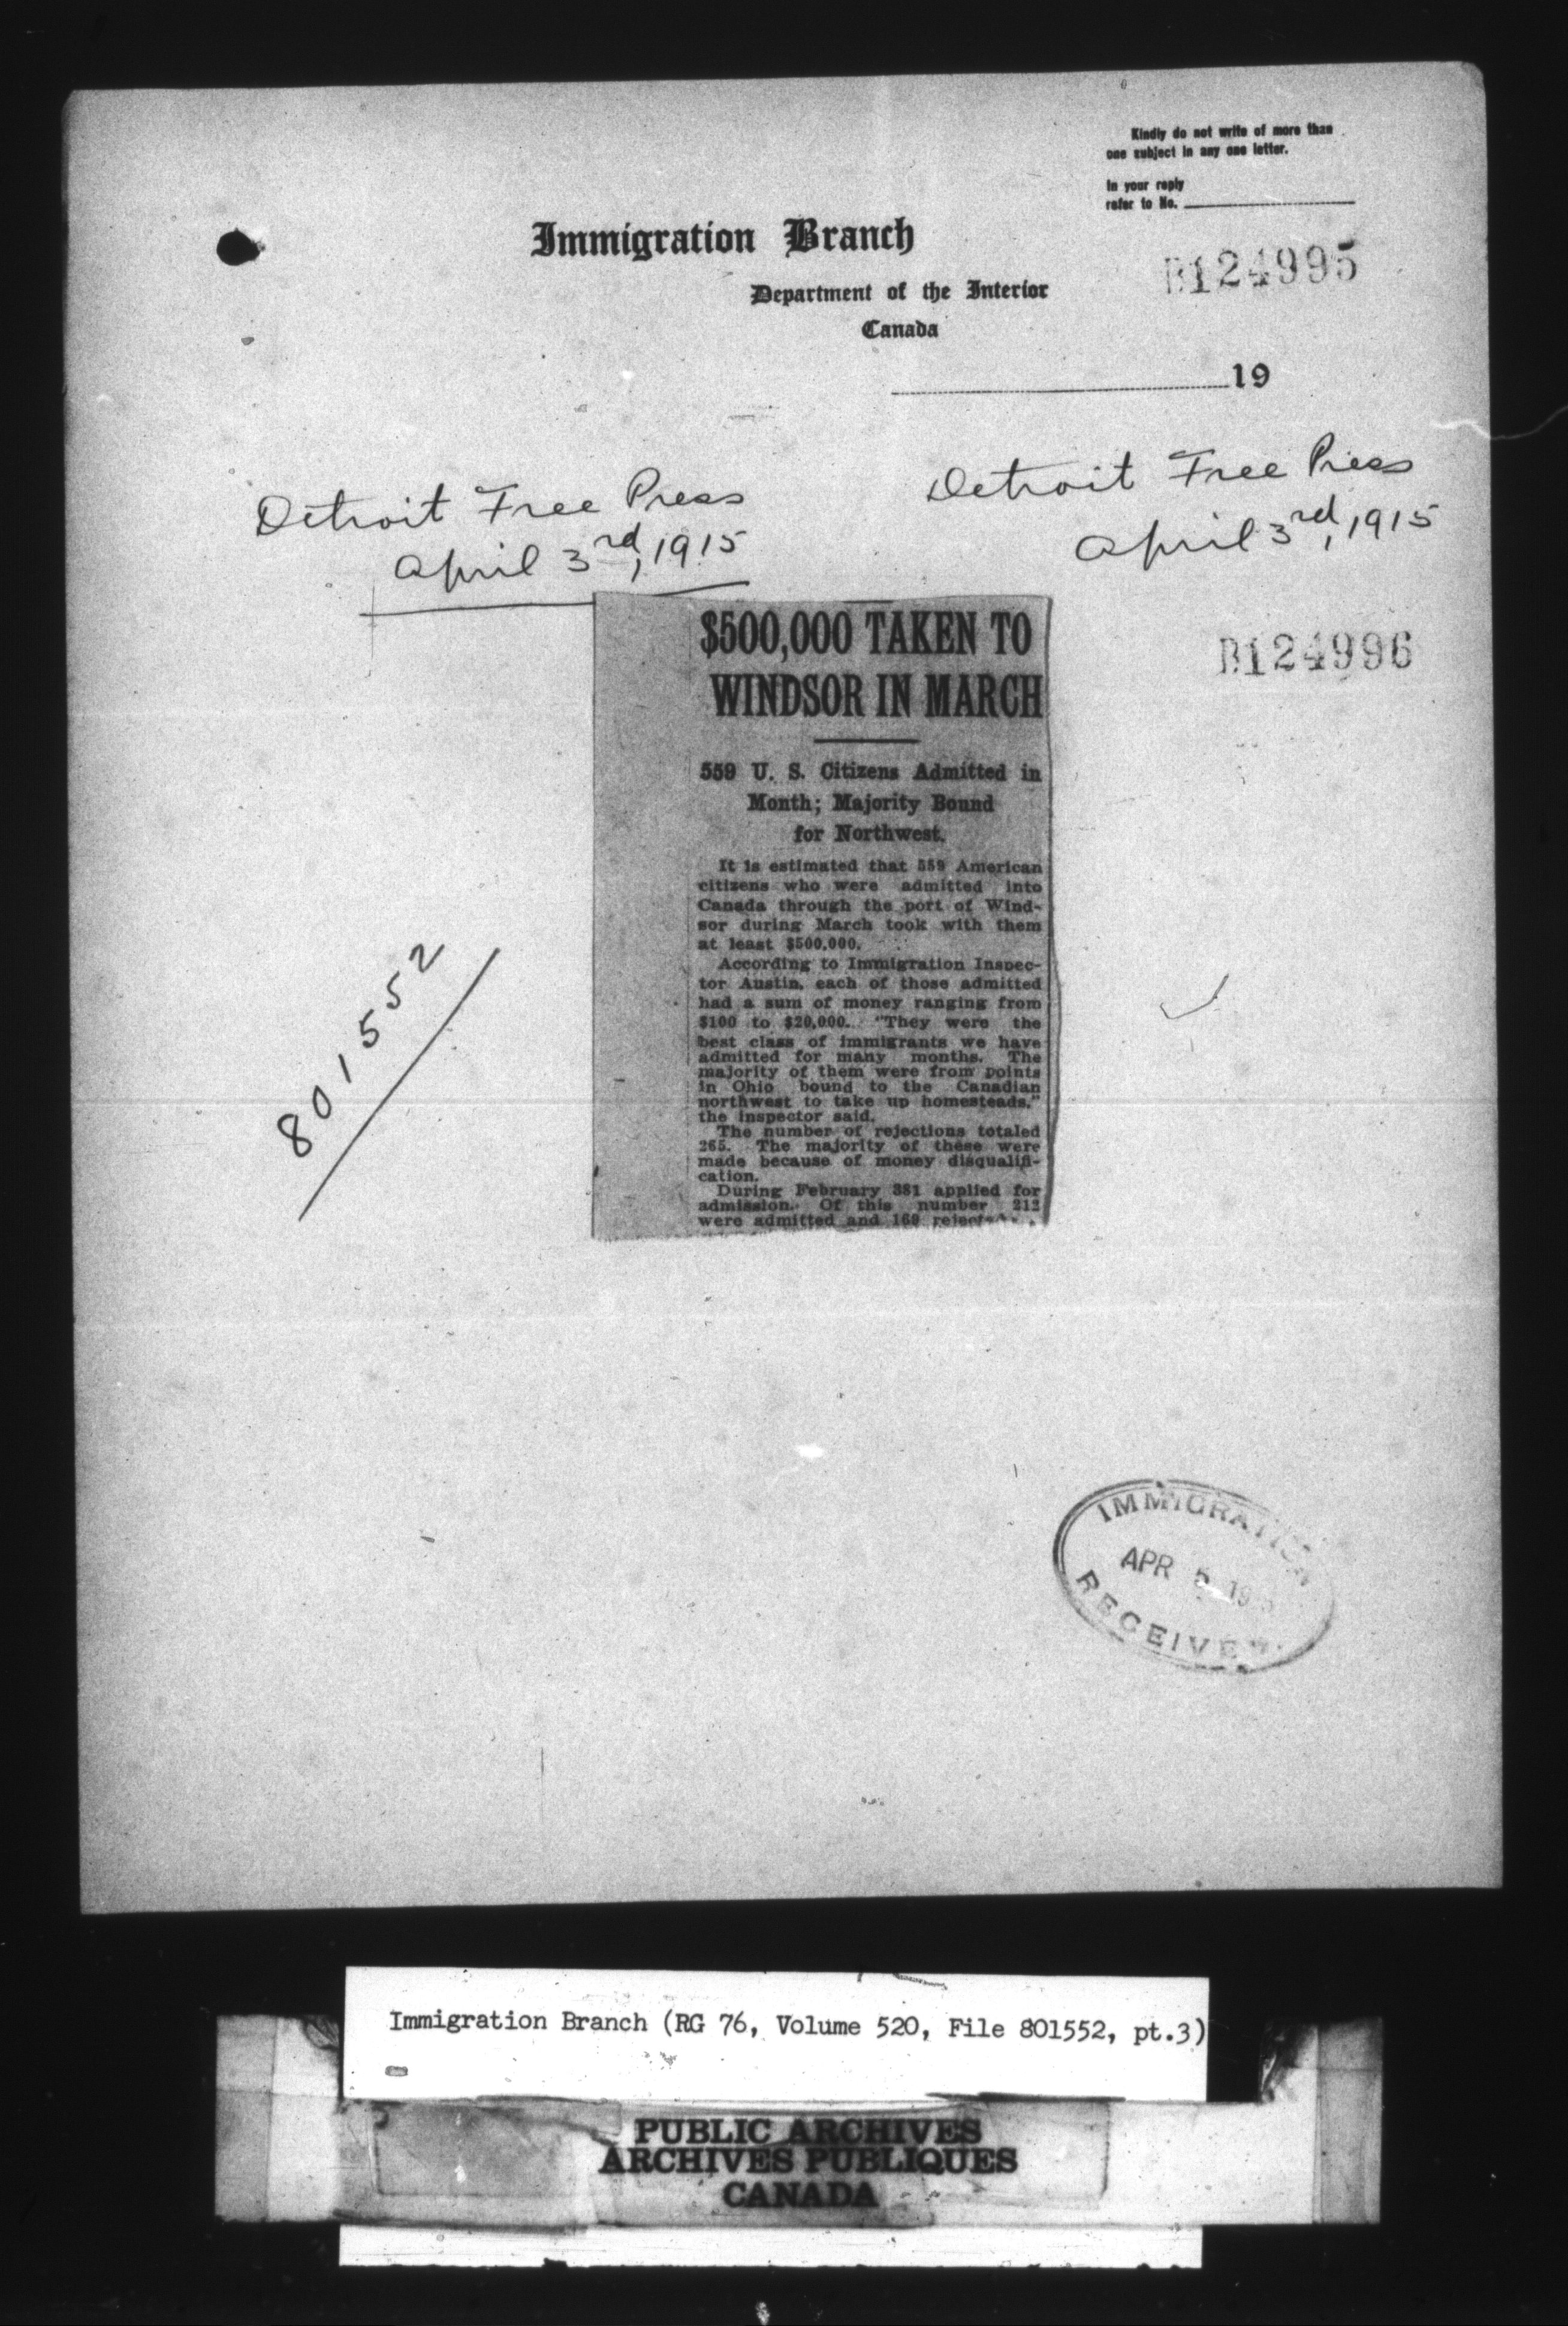 Kindly do not write of more than
one subject in any one letter.
In your reply
refer to No.
Immigration Branch
Department of the Interior
Canada
B124995
19
Detroit Free Press
April 3rd, 1915
Detroit Free Press
April 3rd, 1915
B124996
$500,000 TAKEN TO
WINDSOR IN MARCH
559 U. S. Citizens Admitted in
Month; Majority Bound
for Northwest.
It is estimated that 559 American
citizens who were admitted into
Canada through the port of Wind-
sor during March took with them
at least $500,000.
According to Immigration Inspec-
tor Austin, each of those admitted
had a sum of money ranging from
$100 to $20,000. "They were the
best class of immigrants we have
admitted for many months. The
majority of them were from points
in Ohio bound to the Canadian
northwest to take up homesteads,"
the inspector said.
The number of rejections totaled
265. The majority of these were
made because of money disqualifi-
cation.
During February 381 applied for
admission. Of this number 212
were admitted and 169
801552
IMMIGRATION
APR 5
RECEIVED
Immigration Branch (RG 76, Volume 520, File 801552, pt.3)
PUBLIC ARCHIVES
ARCHIVES PUBLIQUES
CANADA